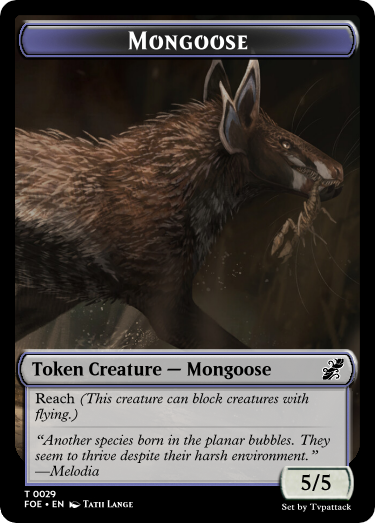 Mongoose
Token Creature — Mongoose
Reach (This creature can block creatures with
flying.)
“Another species born in the planar bubbles. They
seem to thrive despite their harsh environment.”
—Melodia
5/5
T 0029
FOE • EN Tatii Lange
Set by Tvpattack